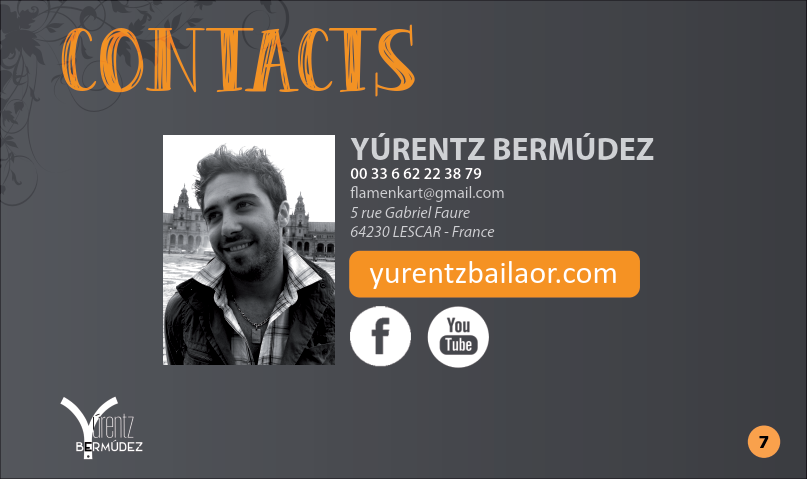 CONTACTS
YÚRENTZ BERMÚDEZ
00 33 6 62 22 38 79
flamenkart@gmail.com
5 rue Gabriel Faure
64230 LESCAR - France
yurentzbailaor.com
f
You
Tube
Yúrentz
BERMÚDEZ
7